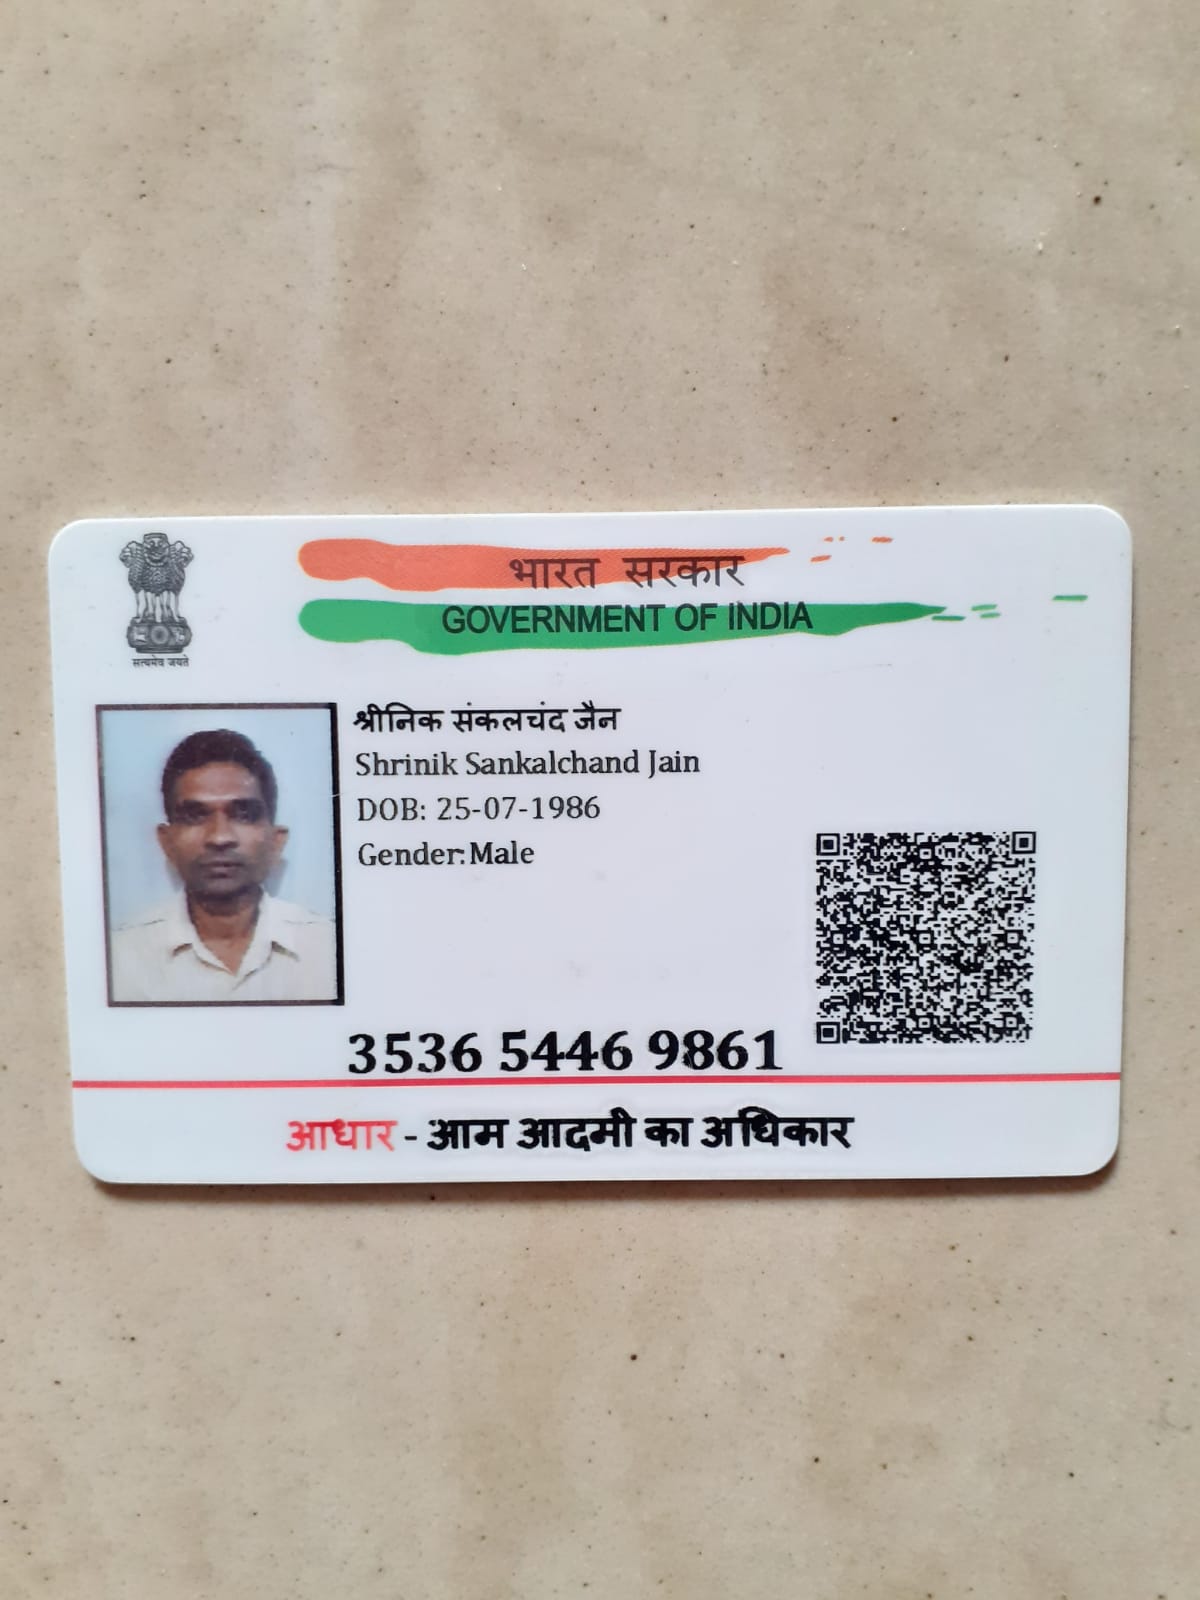 भारत सरकार
GOVERNMENT OF INDIA
सत्यमेव जयते
श्रीनिक संकलचंद जैन
Shrinik Sankalchand Jain
DOB: 25-07-1986
Gender:Male
3536 5446 9861
आधार - आम आदमी का अधिकार